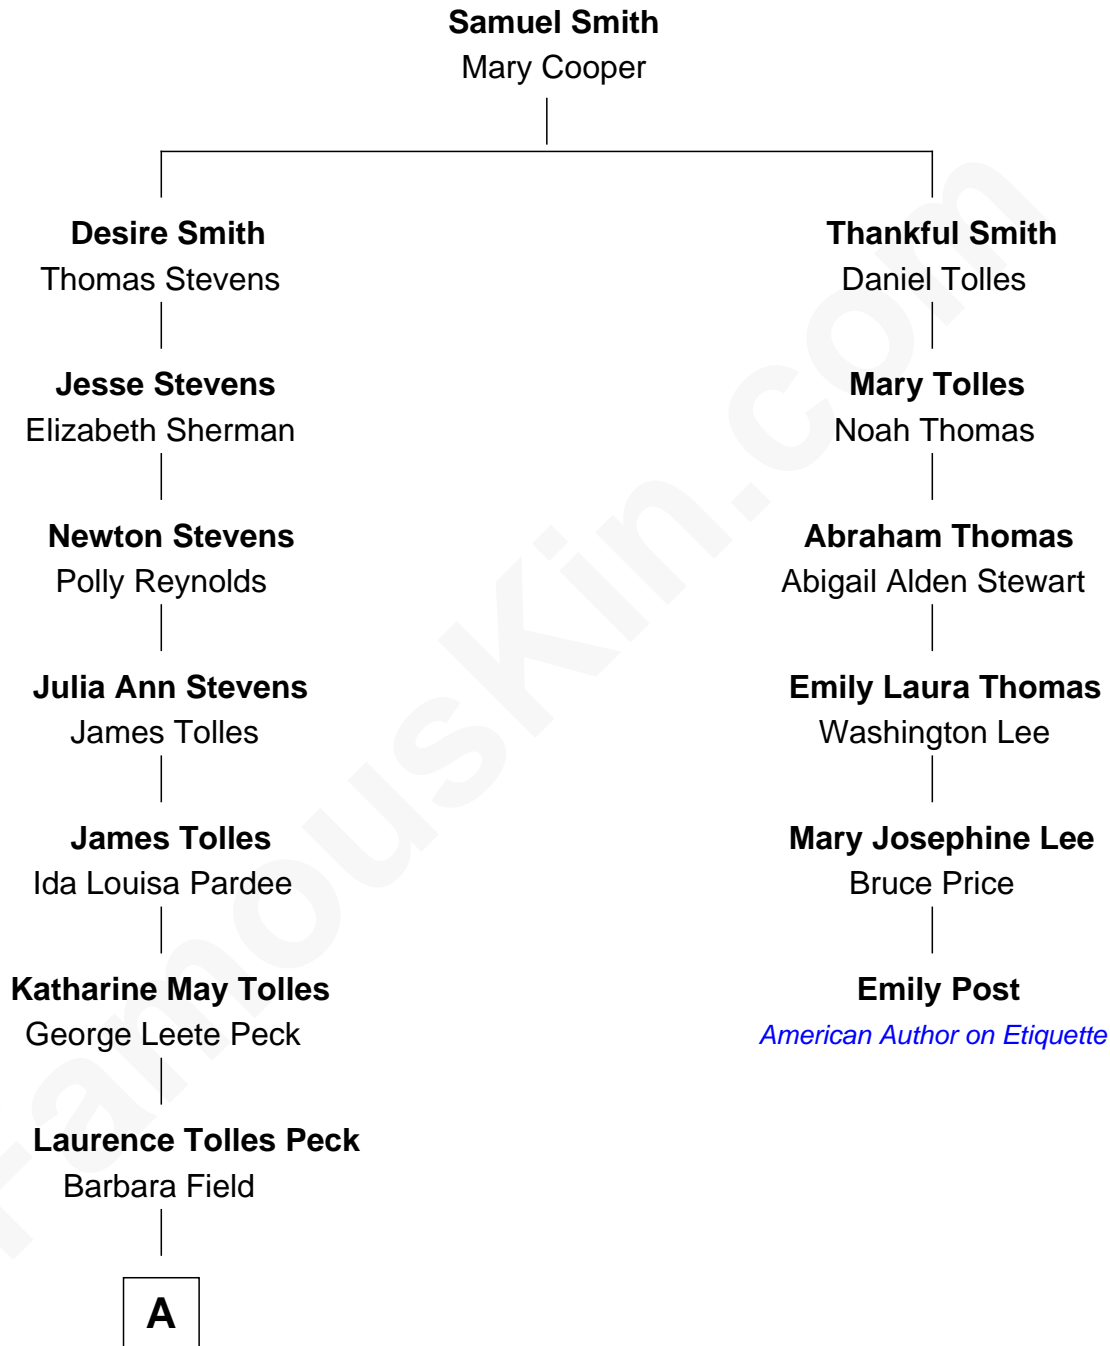 Samuel Smith
Mary Cooper
Desire Smith
Thomas Stevens
Thankful Smith
Daniel Tolles
Jesse Stevens
Elizabeth Sherman
Mary Tolles
Noah Thomas
Newton Stevens
Polly Reynolds
Abraham Thomas
Abigail Alden Stewart
Julia Ann Stevens
James Tolles
Emily Laura Thomas
Washington Lee
James Tolles
Ida Louisa Pardee
Mary Josephine Lee
Bruce Price
Katharine May Tolles
George Leete Peck
Emily Post
American Author on Etiquette
Laurence Tolles Peck
Barbara Field
A
FamousKin.com